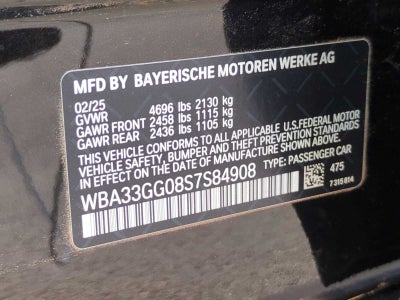 MFD BY BAYERISCHE MOTOREN WERKE AG
02/25
GVWR 4696 lbs 2130 kg
GAWR FRONT 2458 lbs 1115 kg
GAWR REAR 2436 lbs 1105 kg
THIS VEHICLE CONFORMS TO ALL APPLICABLE U.S.FEDERAL MOTOR
VEHICLE SAFETY, BUMPER, AND THEFT PREVENTION STANDARDS
IN EFFECT ON THE DATE OF MANUFACTURE SHOWN ABOVE.
WBA33GG08S7S84908 TYPE: PASSENGER CAR
475
7315614